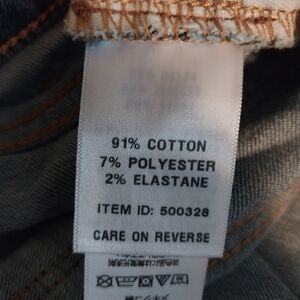 91% COTTON
7% POLYESTER
2% ELASTANE
ITEM ID: 500328
CARE ON REVERSE